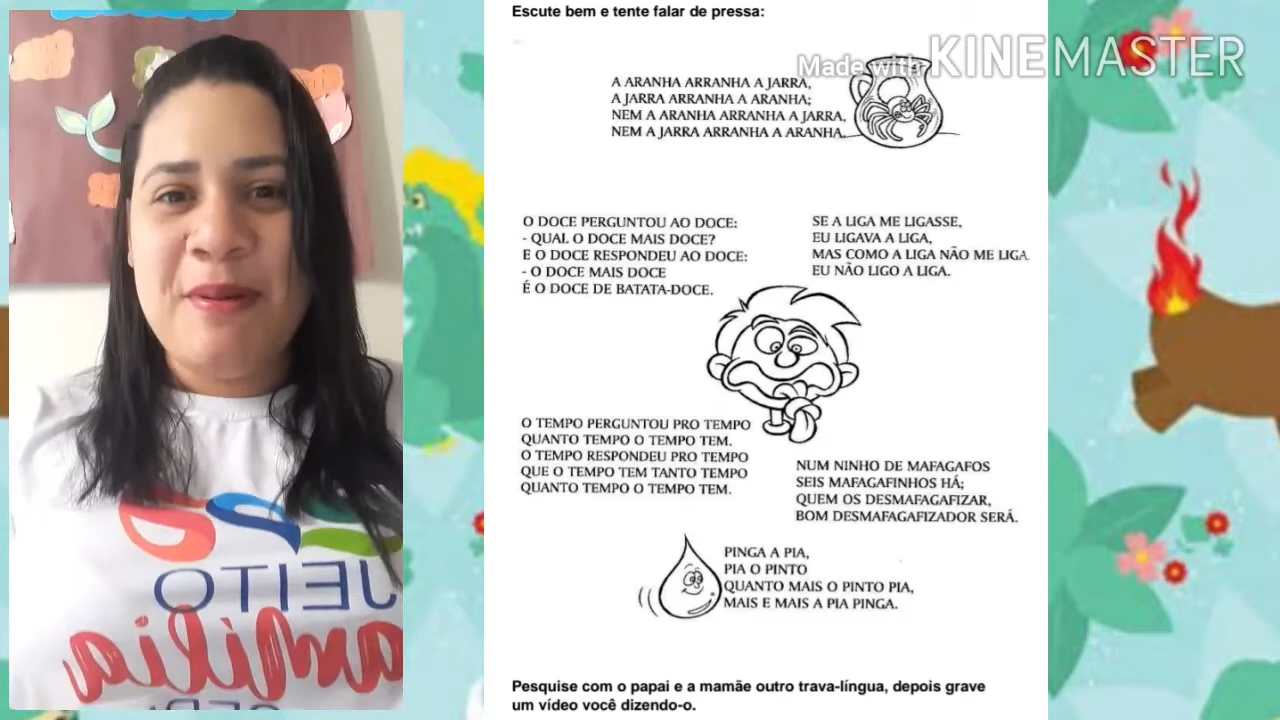 Escute bem e tente falar de pressa:
Made with KINEMASTER
A ARANHA ARRANHA A JARRA,
A JARRA ARRANHA A ARANHA;
NEM A ARANHA ARRANHA A JARRA,
NEM A JARRA ARRANHA A ARANHA.
O DOCE PERGUNTOU AO DOCE:
- QUAL O DOCE MAIS DOCE?
E O DOCE RESPONDEU AO DOCE:
- O DOCE MAIS DOCE
É O DOCE DE BATATA-DOCE.
SE A LIGA ME LIGASSE,
EU LIGAVA A LIGA,
MAS COMO A LIGA NÃO ME LIGA
EU NÃO LIGO A LIGA.
O TEMPO PERGUNTOU PRO TEMPO
QUANTO TEMPO O TEMPO TEM.
O TEMPO RESPONDEU PRO TEMPO
QUE O TEMPO TEM TANTO TEMPO
QUANTO TEMPO O TEMPO TEM.
NUM NINHO DE MAFAGAFOS
SEIS MAFAGAFINHOS HÁ;
QUEM OS DESMAFAGAFIZAR,
BOM DESMAFAGAFIZADOR SERÁ.
PINGA A PIA,
PIA O PINTO
QUANTO MAIS O PINTO PIA,
MAIS E MAIS A PIA PINGA.
Pesquise com o papai e a mamãe outro trava-língua, depois grave
um vídeo você dizendo-o.
JEITO